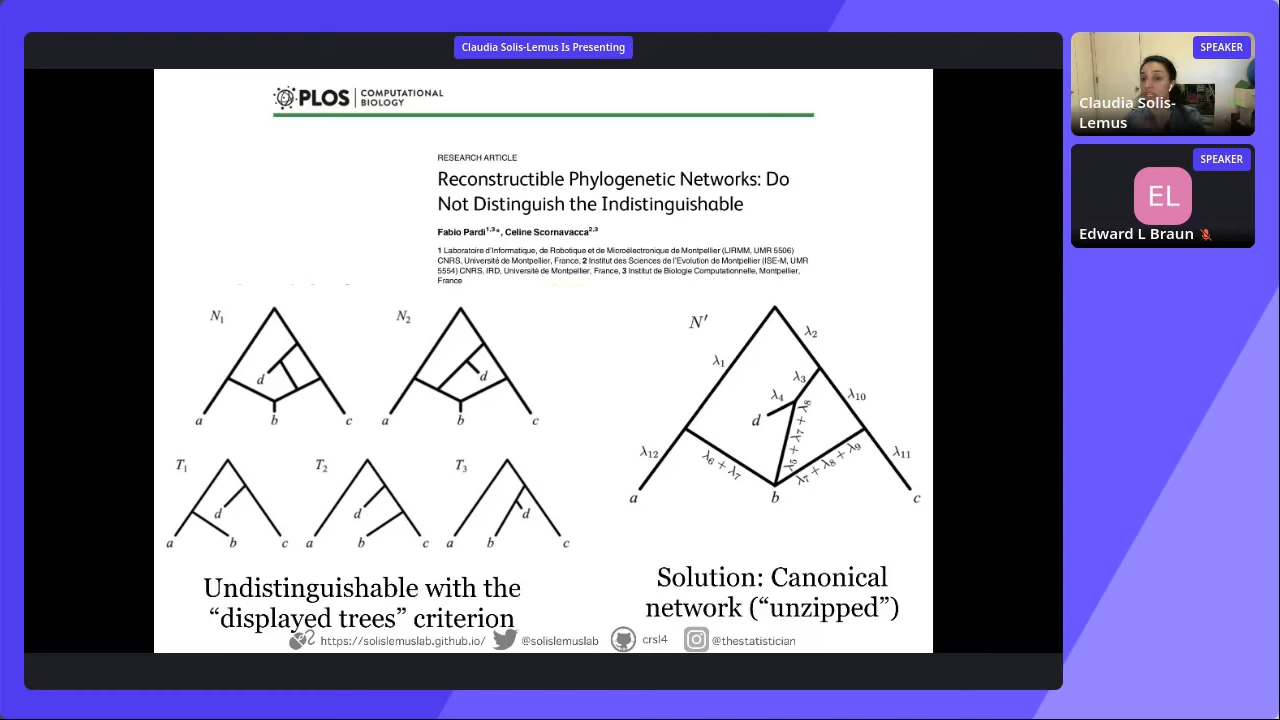 Claudia Solis-Lemus Is Presenting
PLOS | COMPUTATIONAL
BIOLOGY
RESEARCH ARTICLE
Reconstructible Phylogenetic Networks: Do
Not Distinguish the Indistinguishable
Fabio Pardi1,3*, Celine Scornavacca2,3
1 Laboratoire d'Informatique, de Robotique et de Microélectronique de Montpellier (LIRMM, UMR 5506)
CNRS, Université de Montpellier, France, 2 Institut des Sciences de l'Evolution de Montpellier (ISE-M, UMR
5554) CNRS, IRD, Université de Montpellier, France, 3 Institut de Biologie Computationnelle, Montpellier,
France
N1
d
a b c
N2
d
a b c
T1
d
a b c
T2
d
a b c
T3
d
a b c
Undistinguishable with the
“displayed trees” criterion
N′
λ2
λ1
λ3
λ4
λ10
d
λ5 + λ7 + λ8
λ12
λ6 + λ7
λ7 + λ8 + λ9
λ11
a b c
Solution: Canonical
network (“unzipped”)
https://solislemuslab.github.io/ @solislemuslab crsl4 @thestatistician
SPEAKER
Claudia Solis-
Lemus
SPEAKER
EL
Edward L Braun